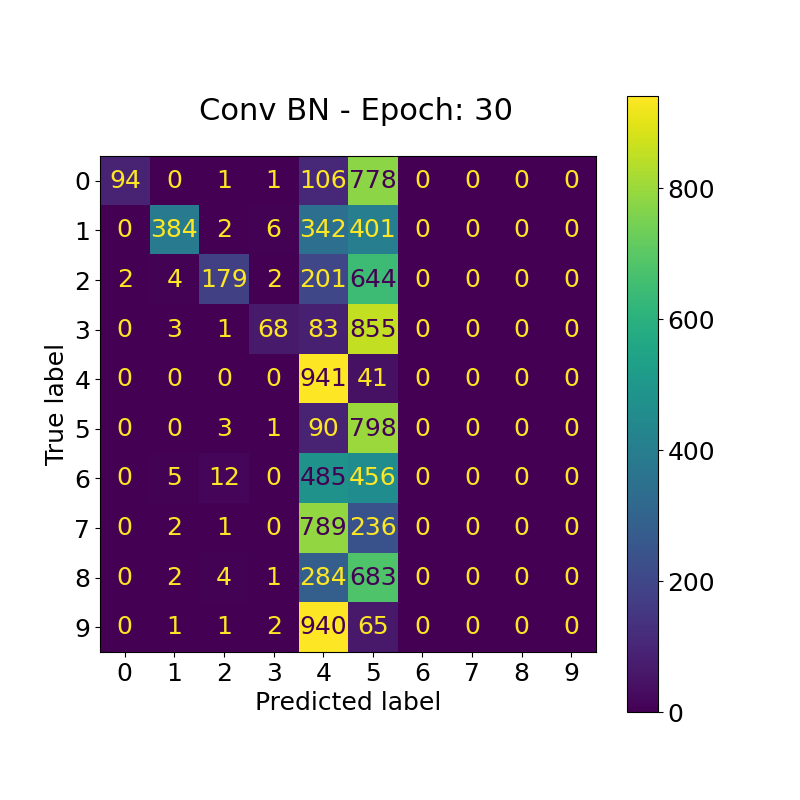 Conv BN - Epoch: 30
0 94 0 1 1 106 778 0 0 0 0
1 0 384 2 6 342 401 0 0 0 0
2 2 4 179 2 201 644 0 0 0 0
3 0 3 1 68 83 855 0 0 0 0
4 0 0 0 0 941 41 0 0 0 0
5 0 0 3 1 90 798 0 0 0 0
6 0 5 12 0 485 456 0 0 0 0
7 0 2 1 0 789 236 0 0 0 0
8 0 2 4 1 284 683 0 0 0 0
9 0 1 1 2 940 65 0 0 0 0
0 1 2 3 4 5 6 7 8 9
Predicted label
True label
800
600
400
200
0